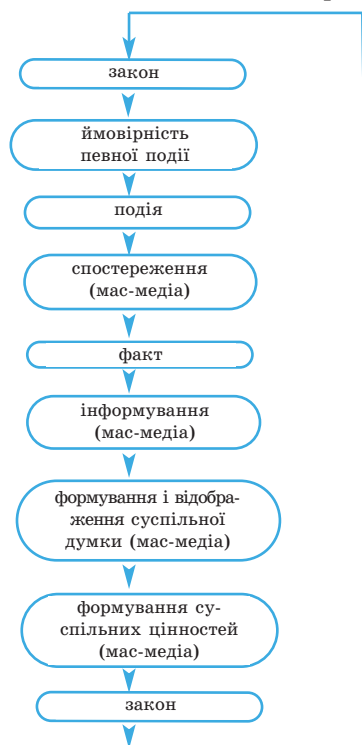 закон
ймовірність
певної події
подія
спостереження
(мас-медіа)
факт
інформування
(мас-медіа)
формування і відобра-
ження суспільної
думки (мас-медіа)
формування су-
спільних цінностей
(мас-медіа)
закон